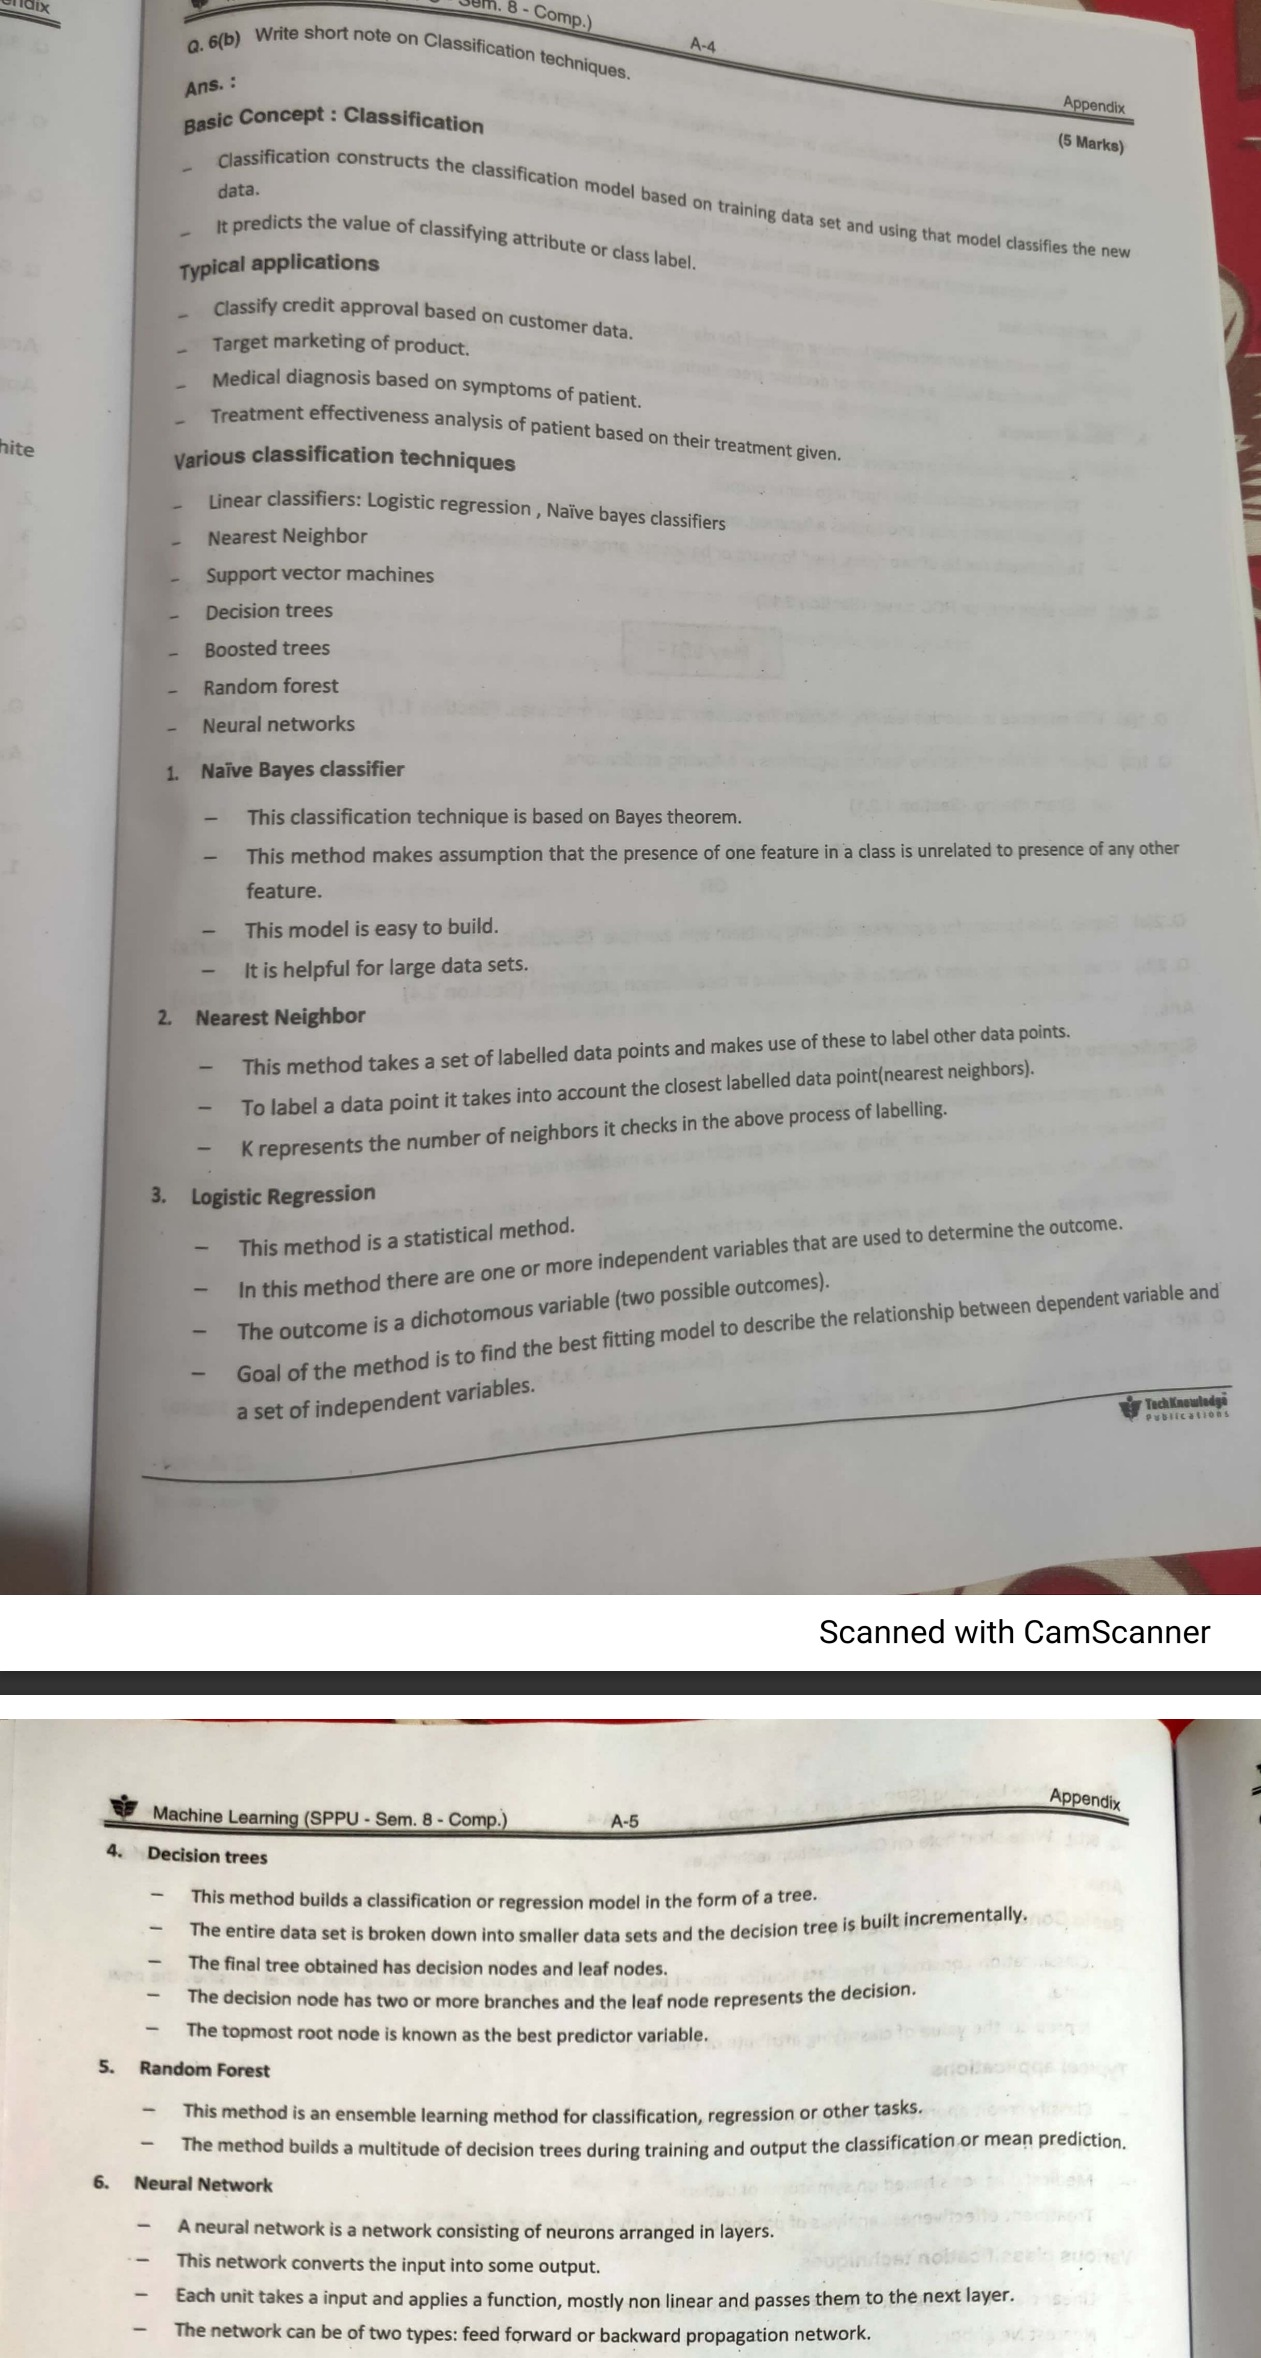 endix
Sem. 8 - Comp.)
A-4
Appendix
Q. 6(b) Write short note on Classification techniques.
(5 Marks)
Ans. :
Basic Concept : Classification
– Classification constructs the classification model based on training data set and using that model classifies the new
data.
– It predicts the value of classifying attribute or class label.
Typical applications
– Classify credit approval based on customer data.
– Target marketing of product.
– Medical diagnosis based on symptoms of patient.
– Treatment effectiveness analysis of patient based on their treatment given.
hite
Various classification techniques
– Linear classifiers: Logistic regression , Naïve bayes classifiers
– Nearest Neighbor
– Support vector machines
– Decision trees
– Boosted trees
– Random forest
– Neural networks
1. Naïve Bayes classifier
– This classification technique is based on Bayes theorem.
– This method makes assumption that the presence of one feature in a class is unrelated to presence of any other
feature.
– This model is easy to build.
– It is helpful for large data sets.
2. Nearest Neighbor
– This method takes a set of labelled data points and makes use of these to label other data points.
– To label a data point it takes into account the closest labelled data point(nearest neighbors).
– K represents the number of neighbors it checks in the above process of labelling.
3. Logistic Regression
– This method is a statistical method.
– In this method there are one or more independent variables that are used to determine the outcome.
– The outcome is a dichotomous variable (two possible outcomes).
– Goal of the method is to find the best fitting model to describe the relationship between dependent variable and
a set of independent variables.
TechKnowledge
Publications
Scanned with CamScanner
Machine Learning (SPPU - Sem. 8 - Comp.)
A-5
Appendix
4. Decision trees
– This method builds a classification or regression model in the form of a tree.
– The entire data set is broken down into smaller data sets and the decision tree is built incrementally.
– The final tree obtained has decision nodes and leaf nodes.
– The decision node has two or more branches and the leaf node represents the decision.
– The topmost root node is known as the best predictor variable.
5. Random Forest
– This method is an ensemble learning method for classification, regression or other tasks.
– The method builds a multitude of decision trees during training and output the classification or mean prediction.
6. Neural Network
– A neural network is a network consisting of neurons arranged in layers.
– This network converts the input into some output.
– Each unit takes a input and applies a function, mostly non linear and passes them to the next layer.
– The network can be of two types: feed forward or backward propagation network.